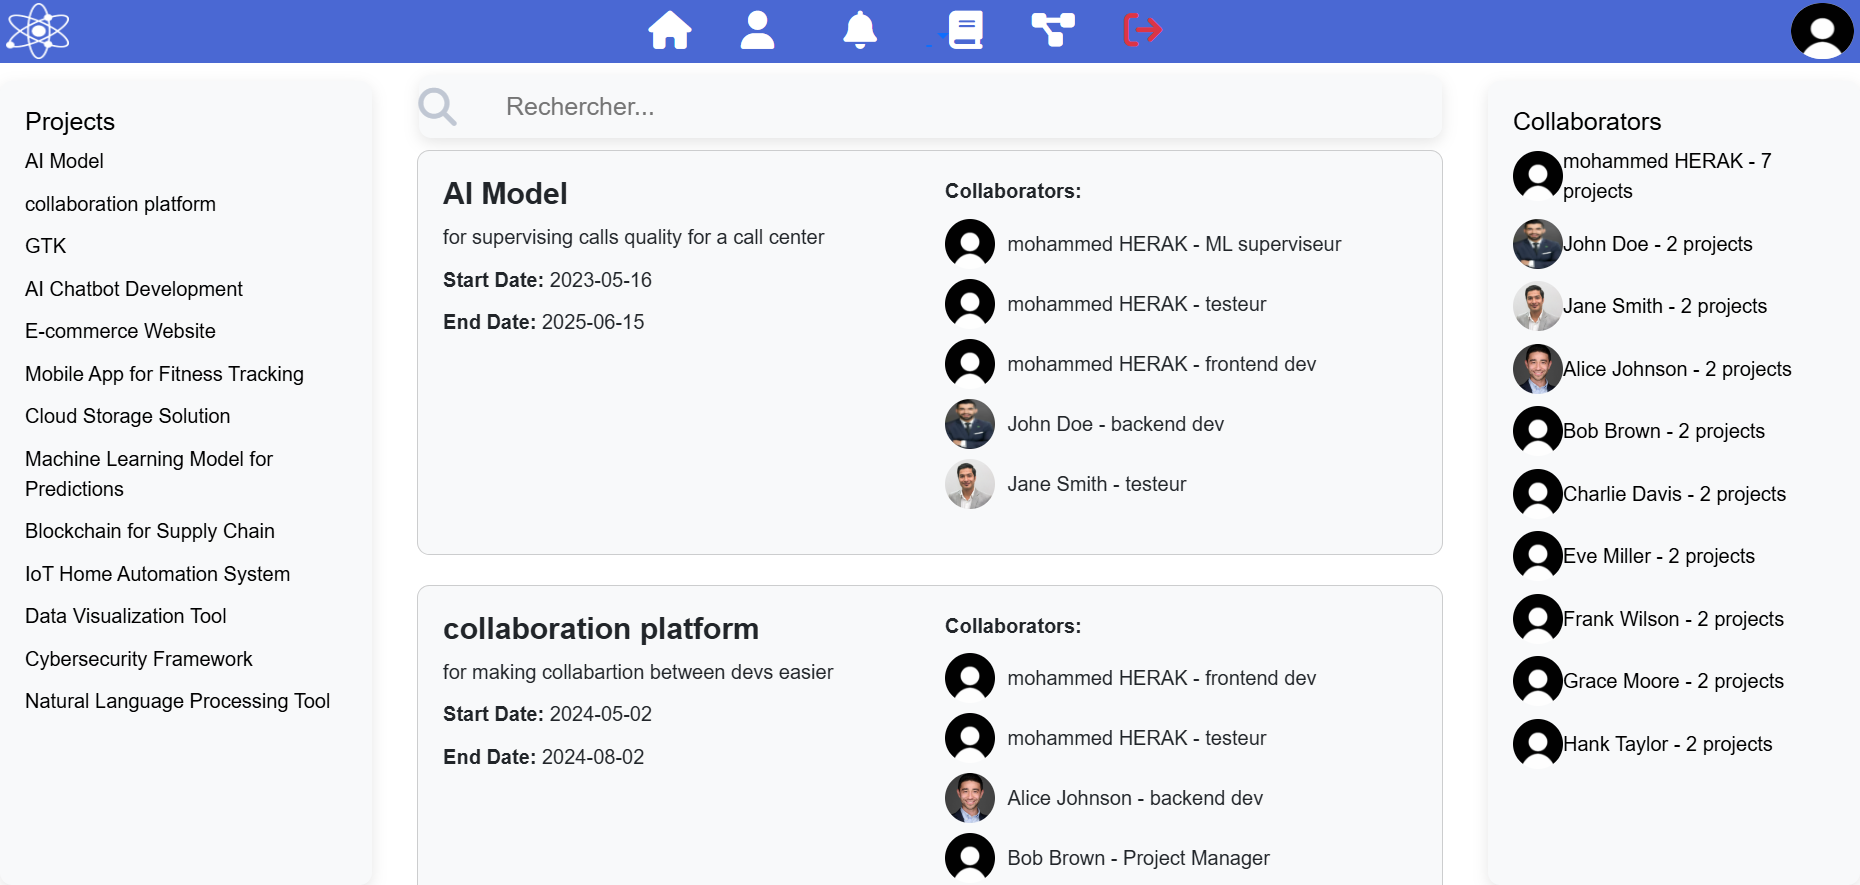 Projects
AI Model
collaboration platform
GTK
AI Chatbot Development
E-commerce Website
Mobile App for Fitness Tracking
Cloud Storage Solution
Machine Learning Model for
Predictions
Blockchain for Supply Chain
IoT Home Automation System
Data Visualization Tool
Cybersecurity Framework
Natural Language Processing Tool
Rechercher...
AI Model
for supervising calls quality for a call center
Start Date: 2023-05-16
End Date: 2025-06-15
Collaborators:
mohammed HERAK - ML superviseur
mohammed HERAK - testeur
mohammed HERAK - frontend dev
John Doe - backend dev
Jane Smith - testeur
collaboration platform
for making collabartion between devs easier
Start Date: 2024-05-02
End Date: 2024-08-02
Collaborators:
mohammed HERAK - frontend dev
mohammed HERAK - testeur
Alice Johnson - backend dev
Bob Brown - Project Manager
Collaborators
mohammed HERAK - 7
projects
John Doe - 2 projects
Jane Smith - 2 projects
Alice Johnson - 2 projects
Bob Brown - 2 projects
Charlie Davis - 2 projects
Eve Miller - 2 projects
Frank Wilson - 2 projects
Grace Moore - 2 projects
Hank Taylor - 2 projects